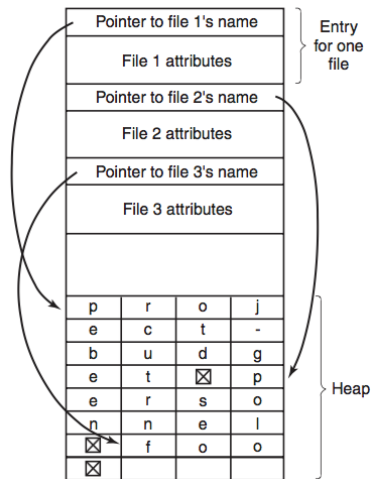 Pointer to file 1's name
Entry
for one
file
File 1 attributes
Pointer to file 2's name
File 2 attributes
Pointer to file 3's name
File 3 attributes
p r o j
e c t -
b u d g
e t ☒ p
e r s o
Heap
n n e l
☒ f o o
☒